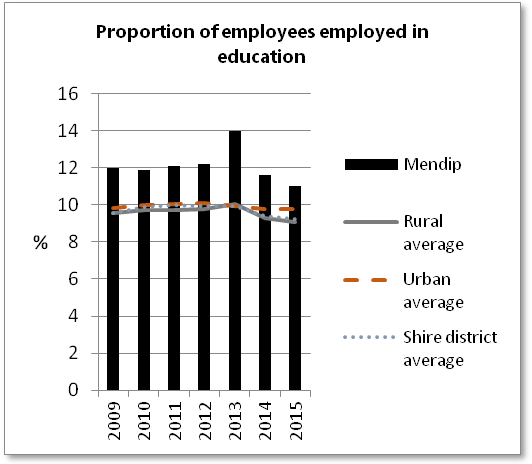 Proportion of employees employed in
education
16
14
12
10
8
6
4
2
0
%
2009
2010
2011
2012
2013
2014
2015
Mendip
Rural
average
Urban
average
Shire district
average